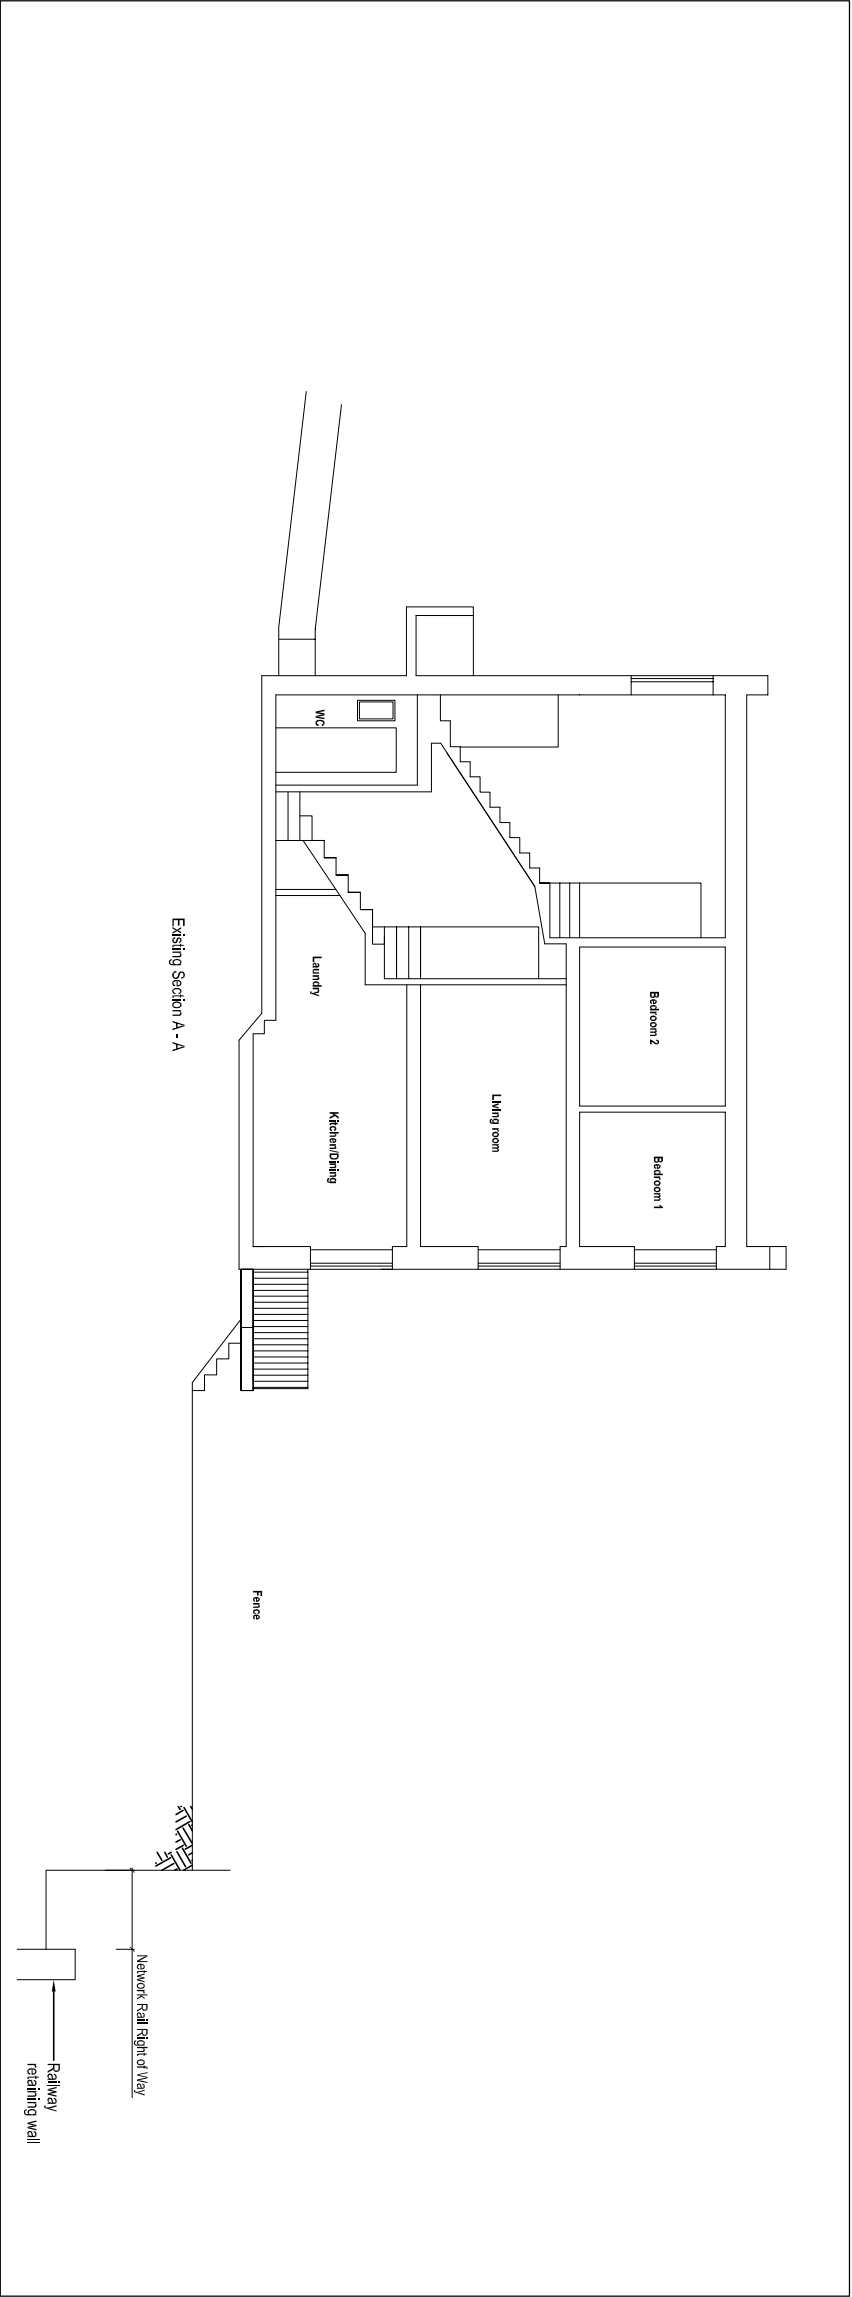 Bedroom 2
Bedroom 1
Living room
WC
Laundry
Kitchen/Dining
Fence
Existing Section A - A
Network Rail Right of Way
Railway
retaining wall